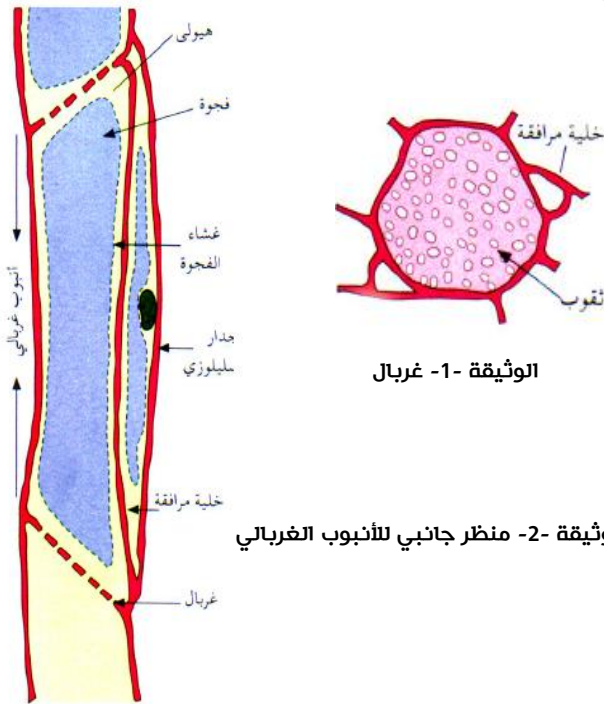 هيولى
فجوة
غشاء
الفجوة
أنبوب غربالي
جدار
سليلوزي
خلية مرافقة
غربال
خلية مرافقة
ثقوب
الوثيقة -1- غربال
وثيقة -2- منظر جانبي للأنبوب الغربالي